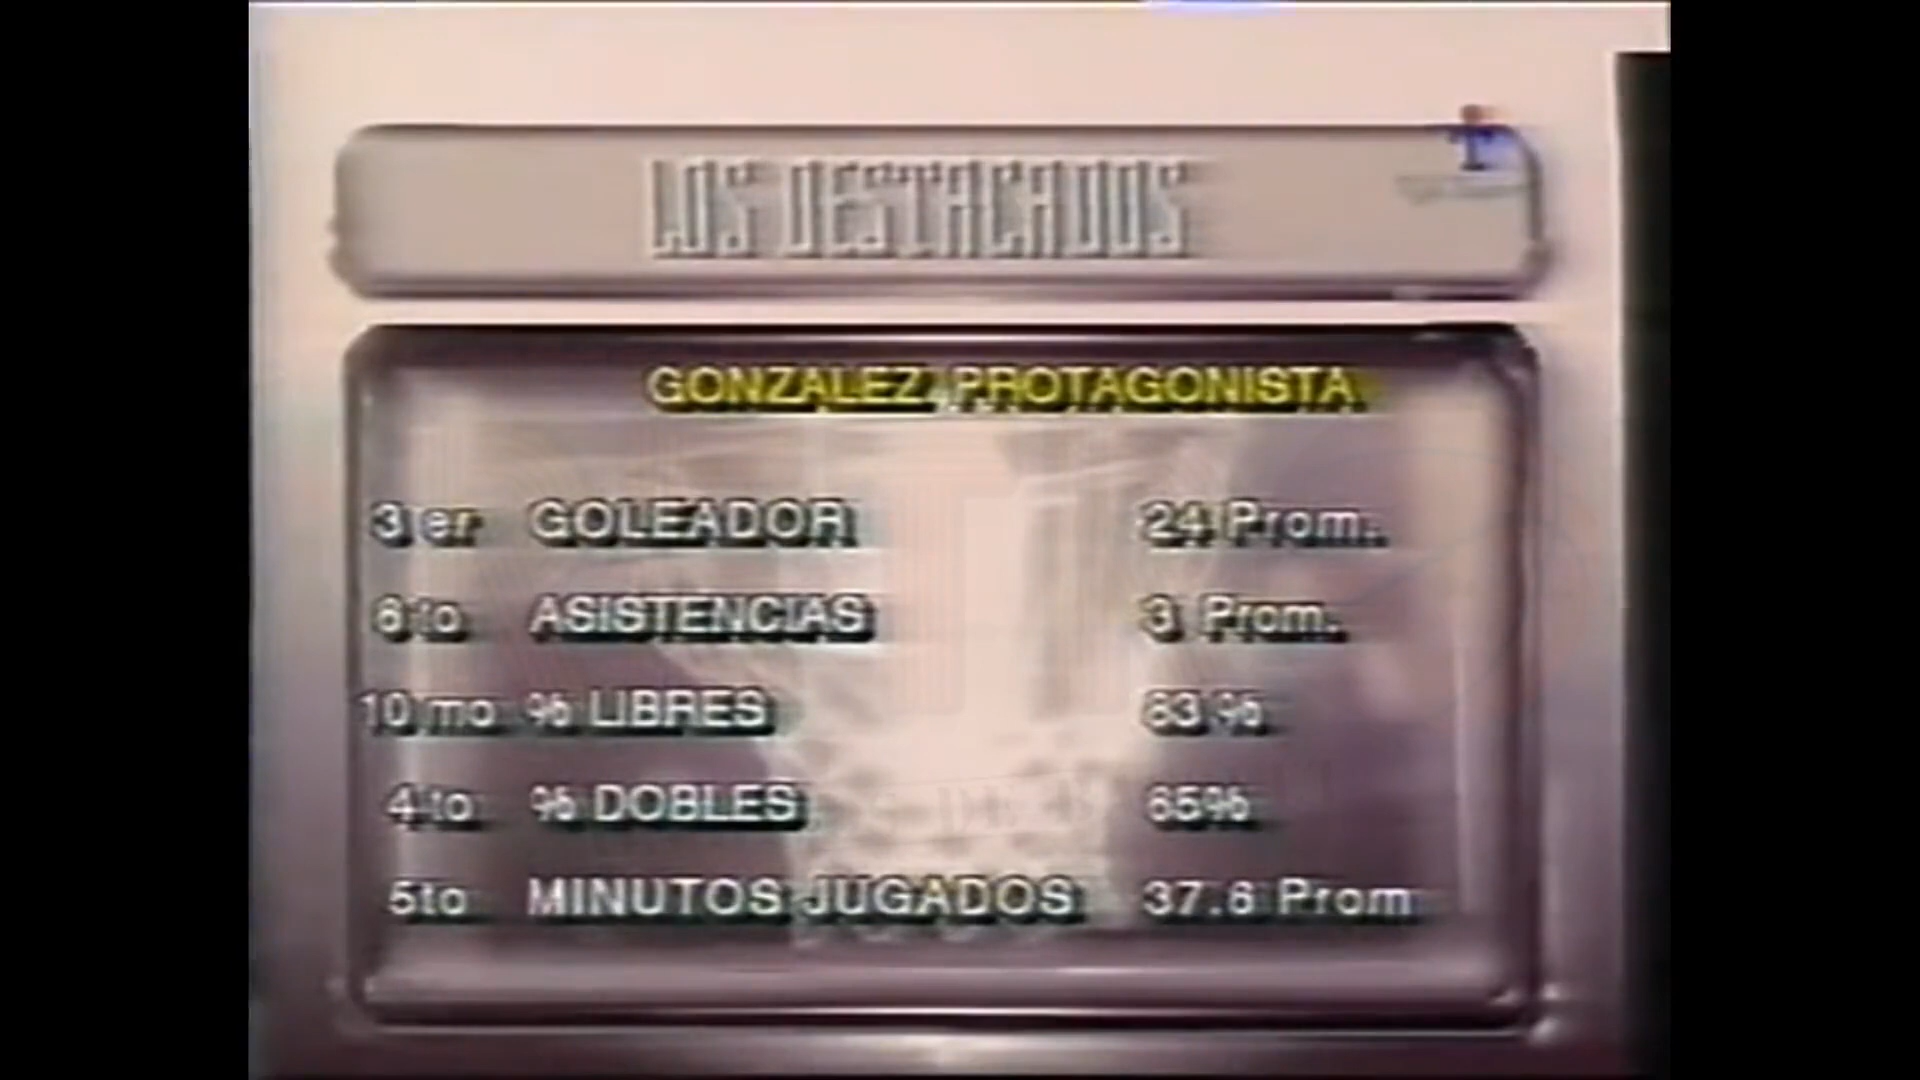 LOS DESTACADOS
GONZALEZ PROTAGONISTA
3 er GOLEADOR 24 Prom.
6 to ASISTENCIAS 3 Prom.
10 mo % LIBRES 83 %
4 to % DOBLES 65%
5to MINUTOS JUGADOS 37.6 Prom